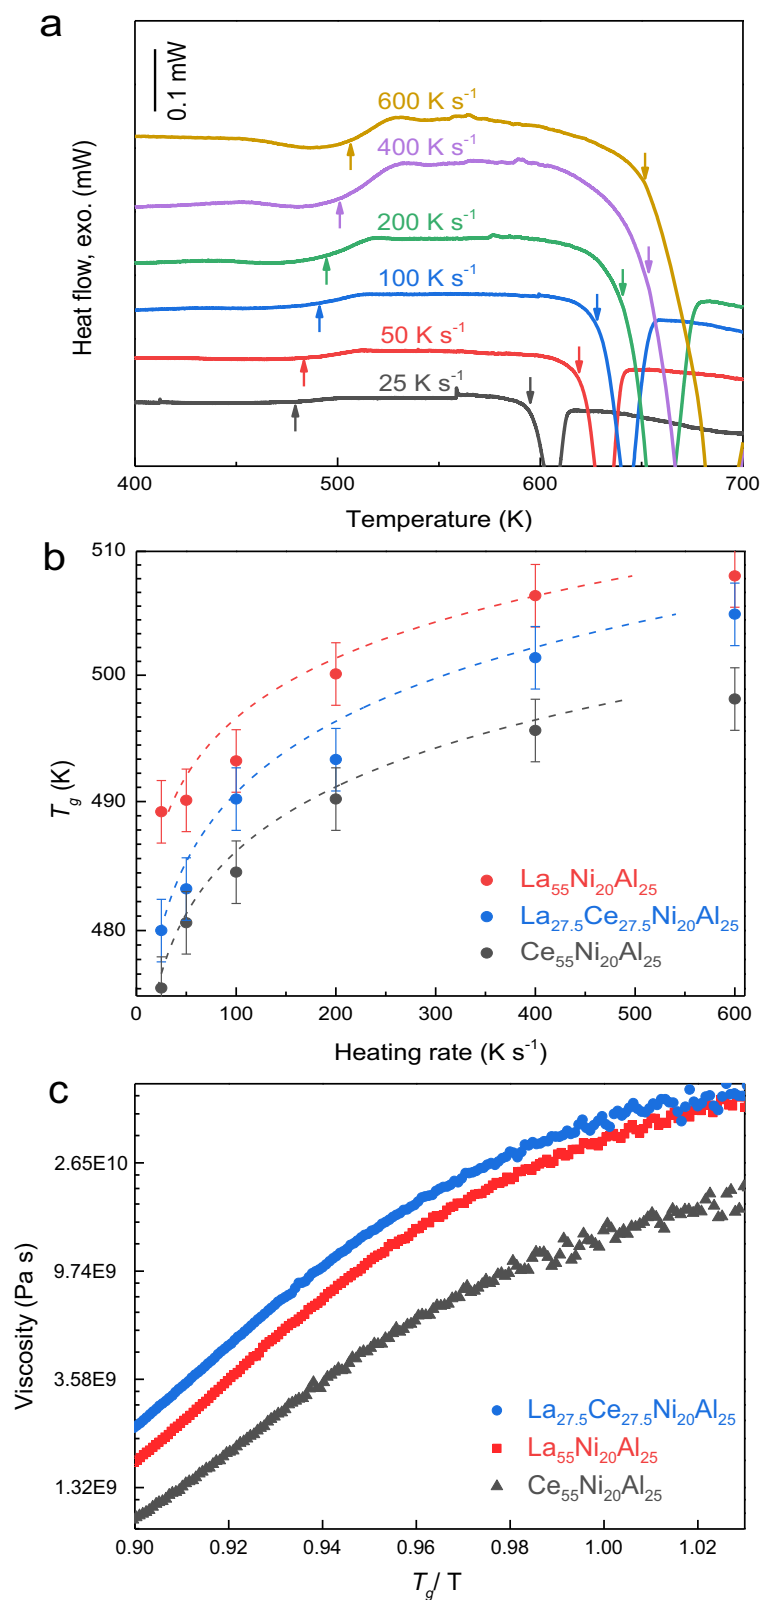 a
0.1 mW
600 K s⁻¹
400 K s⁻¹
200 K s⁻¹
100 K s⁻¹
50 K s⁻¹
25 K s⁻¹
Heat flow, exo. (mW)
400 500 600 700
Temperature (K)
b
510
500
490
480
T_g (K)
La₅₅Ni₂₀Al₂₅
La₂₇.₅Ce₂₇.₅Ni₂₀Al₂₅
Ce₅₅Ni₂₀Al₂₅
0 100 200 300 400 500 600
Heating rate (K s⁻¹)
c
2.65E10
9.74E9
3.58E9
1.32E9
Viscosity (Pa s)
La₂₇.₅Ce₂₇.₅Ni₂₀Al₂₅
La₅₅Ni₂₀Al₂₅
Ce₅₅Ni₂₀Al₂₅
0.90 0.92 0.94 0.96 0.98 1.00 1.02
T_g/ T